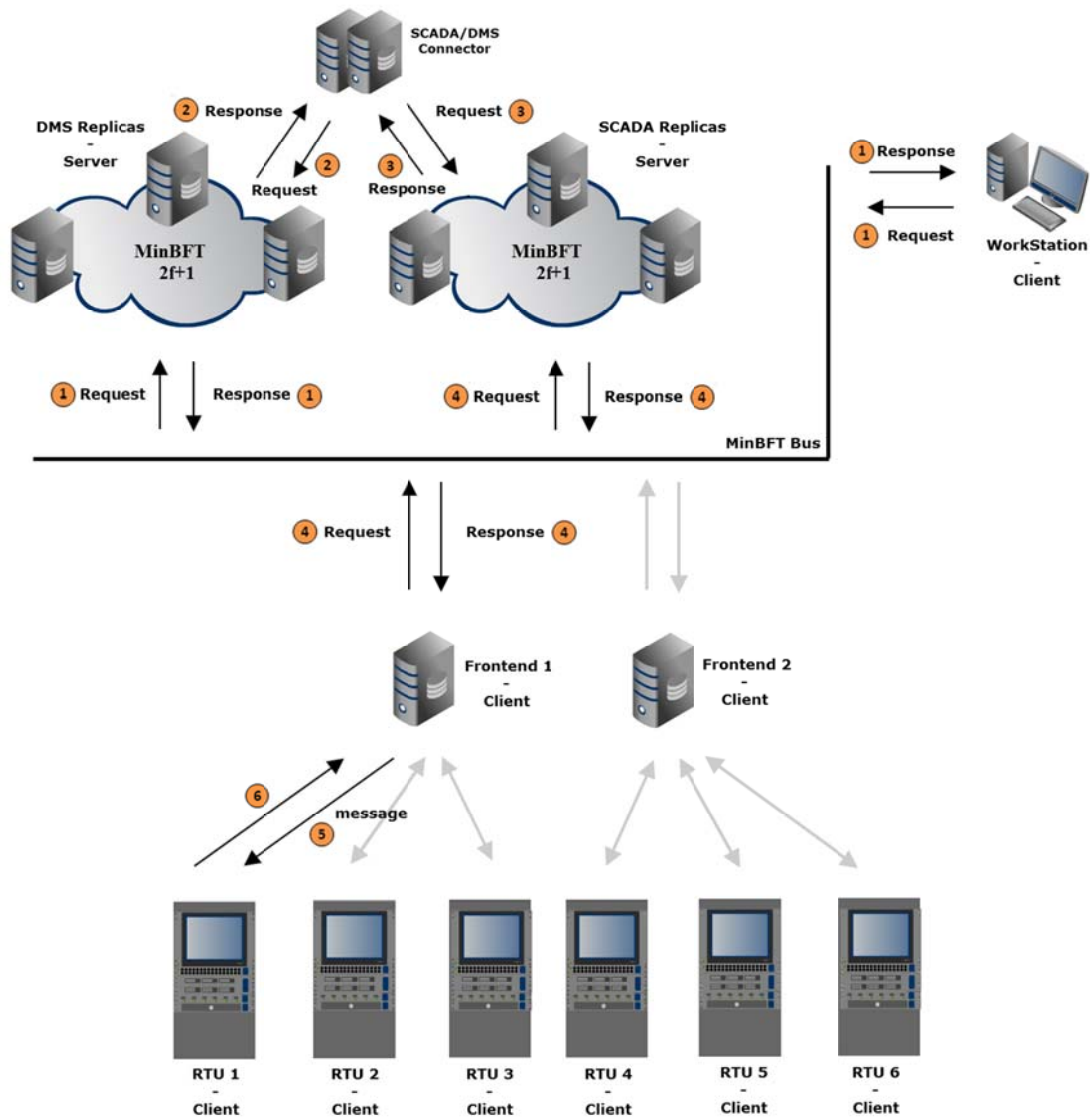 SCADA/DMS
Connector
2 Response
Request 3
DMS Replicas
-
Server
SCADA Replicas
-
Server
2
3
Request
Response
1 Response
1 Request
WorkStation
-
Client
MinBFT
2f+1
MinBFT
2f+1
1 Request
Response 1
4 Request
Response 4
MinBFT Bus
4 Request
Response 4
Frontend 1
-
Client
Frontend 2
-
Client
6
5
message
RTU 1
-
Client
RTU 2
-
Client
RTU 3
-
Client
RTU 4
-
Client
RTU 5
-
Client
RTU 6
-
Client